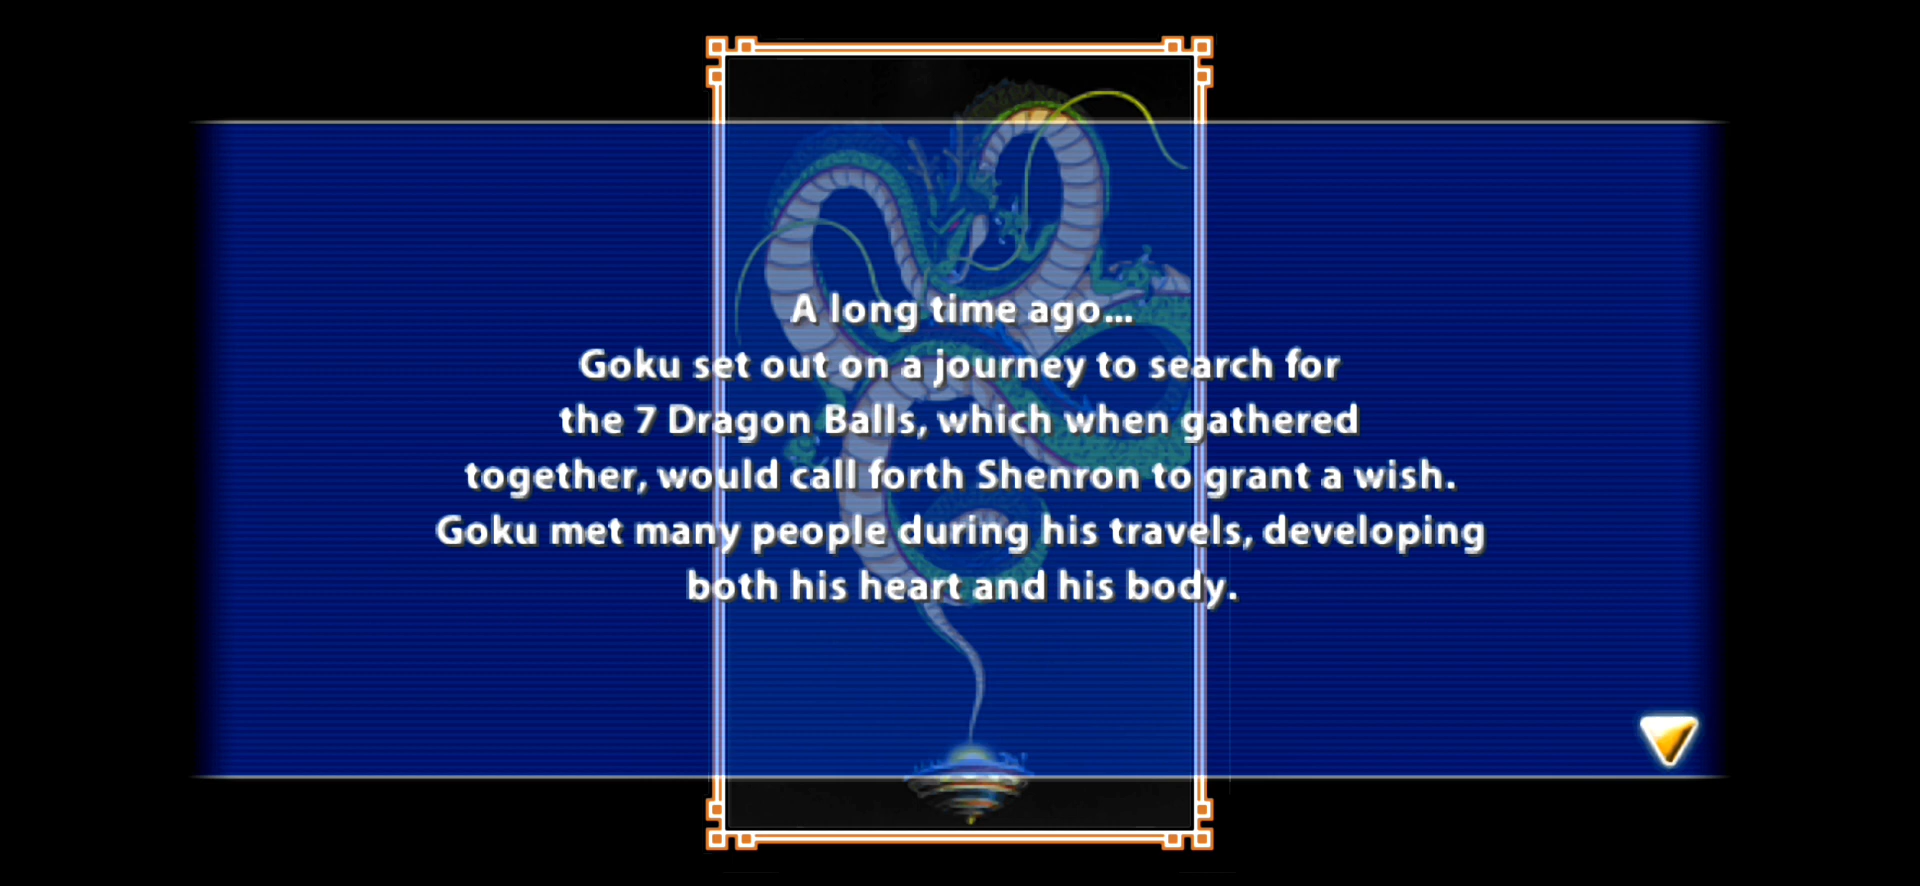 A long time ago...
Goku set out on a journey to search for
the 7 Dragon Balls, which when gathered
together, would call forth Shenron to grant a wish.
Goku met many people during his travels, developing
both his heart and his body.